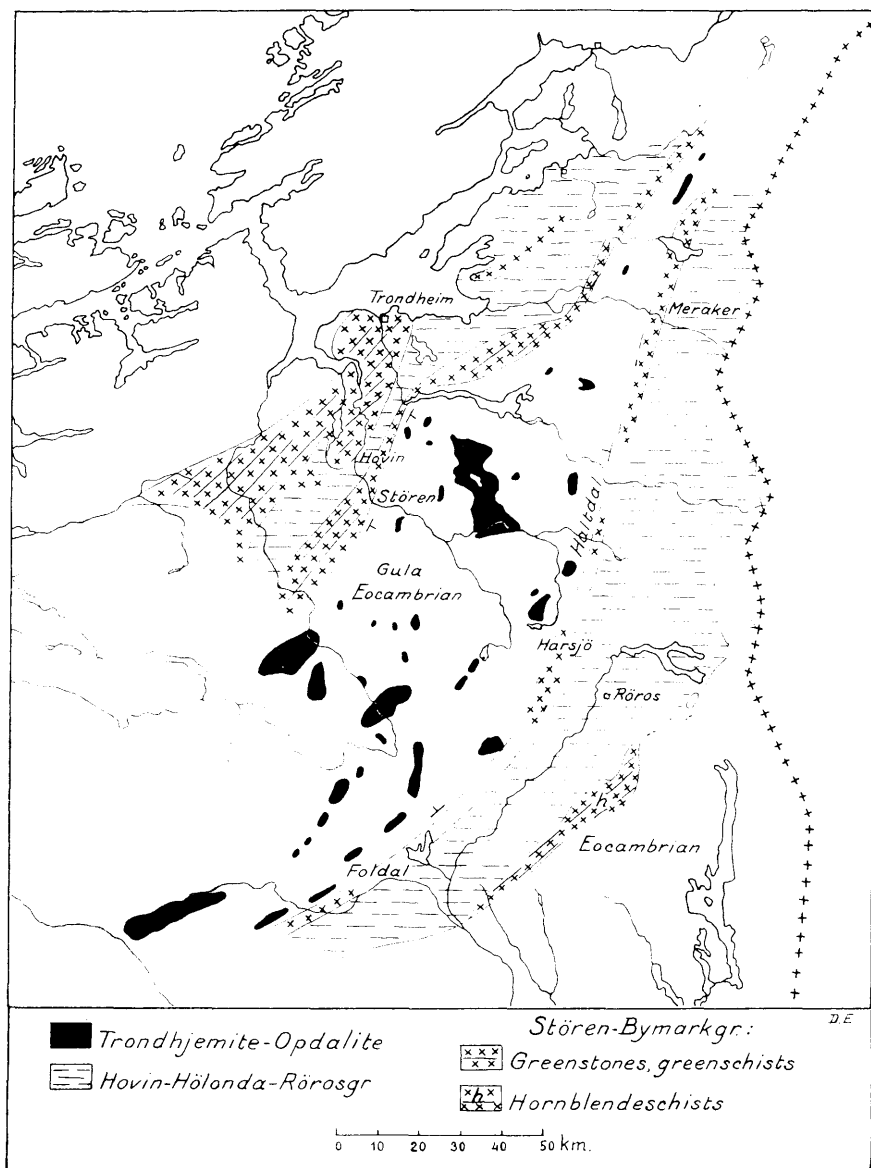 Trondheim
Meraker
Hovin
Stören
Haltdal
Gula
Eocambrian
Harsjö
Röros
h
Eocambrian
Foldal
D.E
Trondhjemite-Opdalite
Hovin-Hölonda-Rörosgr
Stören-Bymarkgr.:
Greenstones, greenschists
h
Hornblendeschists
0 10 20 30 40 50 km.